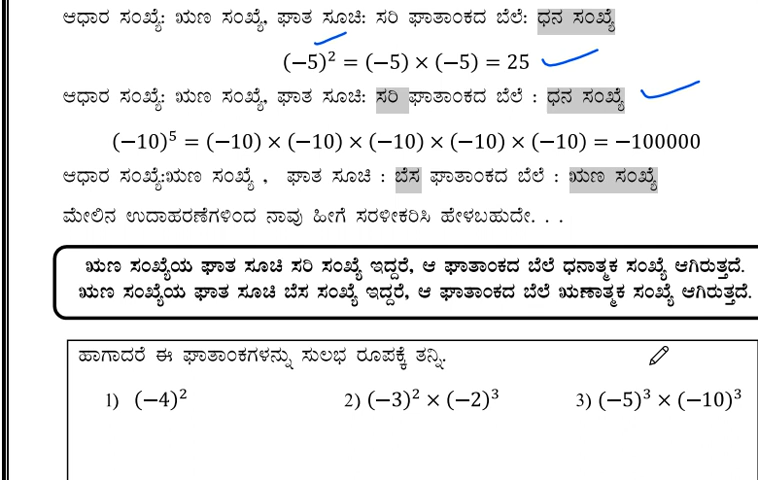 ಆಧಾರ ಸಂಖ್ಯೆ: ಋಣ ಸಂಖ್ಯೆ, ಘಾತ ಸೂಚಿ: ಸರಿ ಘಾತಾಂಕದ ಬೆಲೆ: ಧನ ಸಂಖ್ಯೆ
(−5)² = (−5) × (−5) = 25
ಆಧಾರ ಸಂಖ್ಯೆ: ಋಣ ಸಂಖ್ಯೆ, ಘಾತ ಸೂಚಿ: ಸರಿ ಘಾತಾಂಕದ ಬೆಲೆ : ಧನ ಸಂಖ್ಯೆ
(−10)⁵ = (−10) × (−10) × (−10) × (−10) × (−10) = −100000
ಆಧಾರ ಸಂಖ್ಯೆ:ಋಣ ಸಂಖ್ಯೆ , ಘಾತ ಸೂಚಿ : ಬೆಸ ಘಾತಾಂಕದ ಬೆಲೆ : ಋಣ ಸಂಖ್ಯೆ
ಮೇಲಿನ ಉದಾಹರಣೆಗಳಿಂದ ನಾವು ಹೀಗೆ ಸರಳೀಕರಿಸಿ ಹೇಳಬಹುದೇ. . .
ಋಣ ಸಂಖ್ಯೆಯ ಘಾತ ಸೂಚಿ ಸರಿ ಸಂಖ್ಯೆ ಇದ್ದರೆ, ಆ ಘಾತಾಂಕದ ಬೆಲೆ ಧನಾತ್ಮಕ ಸಂಖ್ಯೆ ಆಗಿರುತ್ತದೆ.
ಋಣ ಸಂಖ್ಯೆಯ ಘಾತ ಸೂಚಿ ಬೆಸ ಸಂಖ್ಯೆ ಇದ್ದರೆ, ಆ ಘಾತಾಂಕದ ಬೆಲೆ ಋಣಾತ್ಮಕ ಸಂಖ್ಯೆ ಆಗಿರುತ್ತದೆ.
ಹಾಗಾದರೆ ಈ ಘಾತಾಂಕಗಳನ್ನು ಸುಲಭ ರೂಪಕ್ಕೆ ತನ್ನಿ.
1) (−4)² 2) (−3)² × (−2)³ 3) (−5)³ × (−10)³